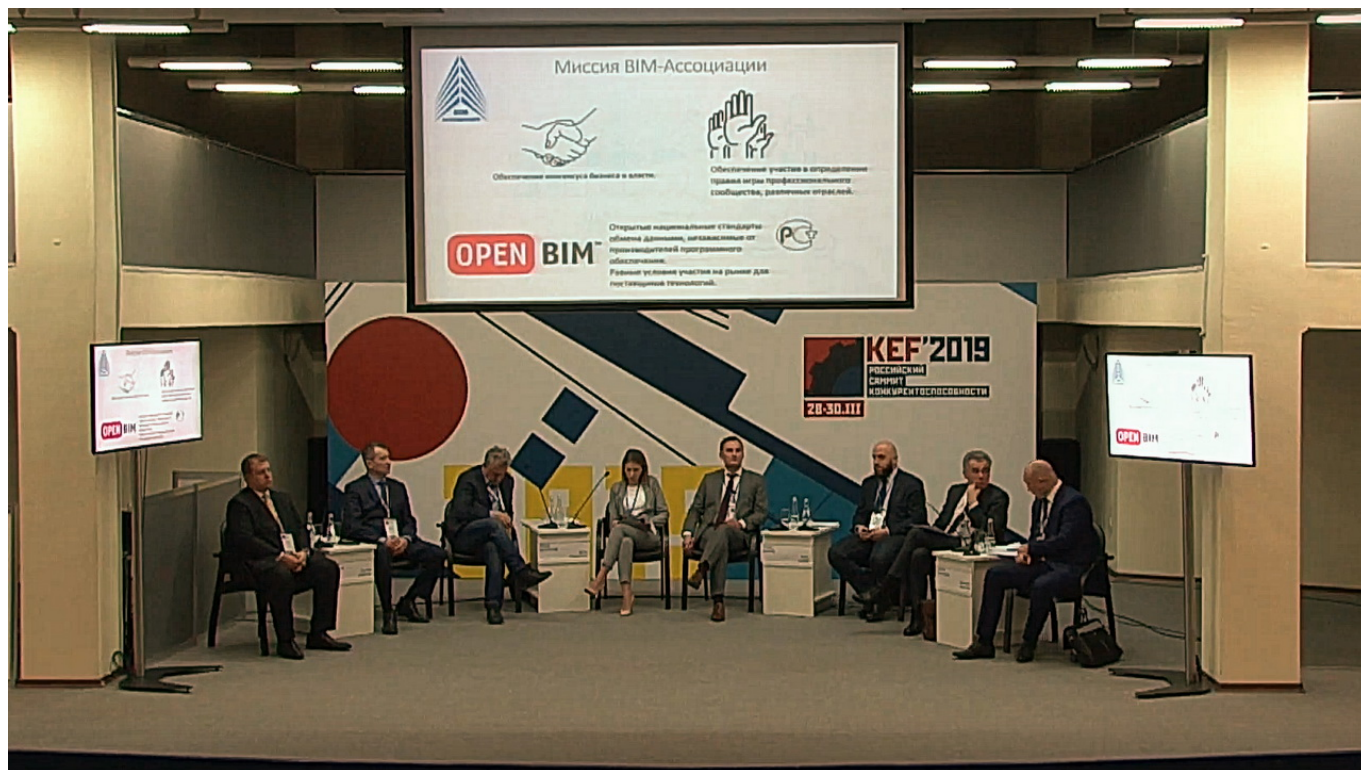 Миссия BIM-Ассоциации
Обеспечение консенсуса бизнеса и власти.
Обеспечение участия в определение
правил игры профессионального
сообщества, различных отраслей.
OPEN BIM™
Открытые национальные стандарты
обмена данными, независимые от
производителей программного
обеспечения.
Равные условия участия на рынке для
поставщиков технологий.
KEF'2019
РОССИЙСКИЙ
САММИТ
КОНКУРЕНТОСПОСОБНОСТИ
28-30.III
OPEN BIM
OPEN BIM